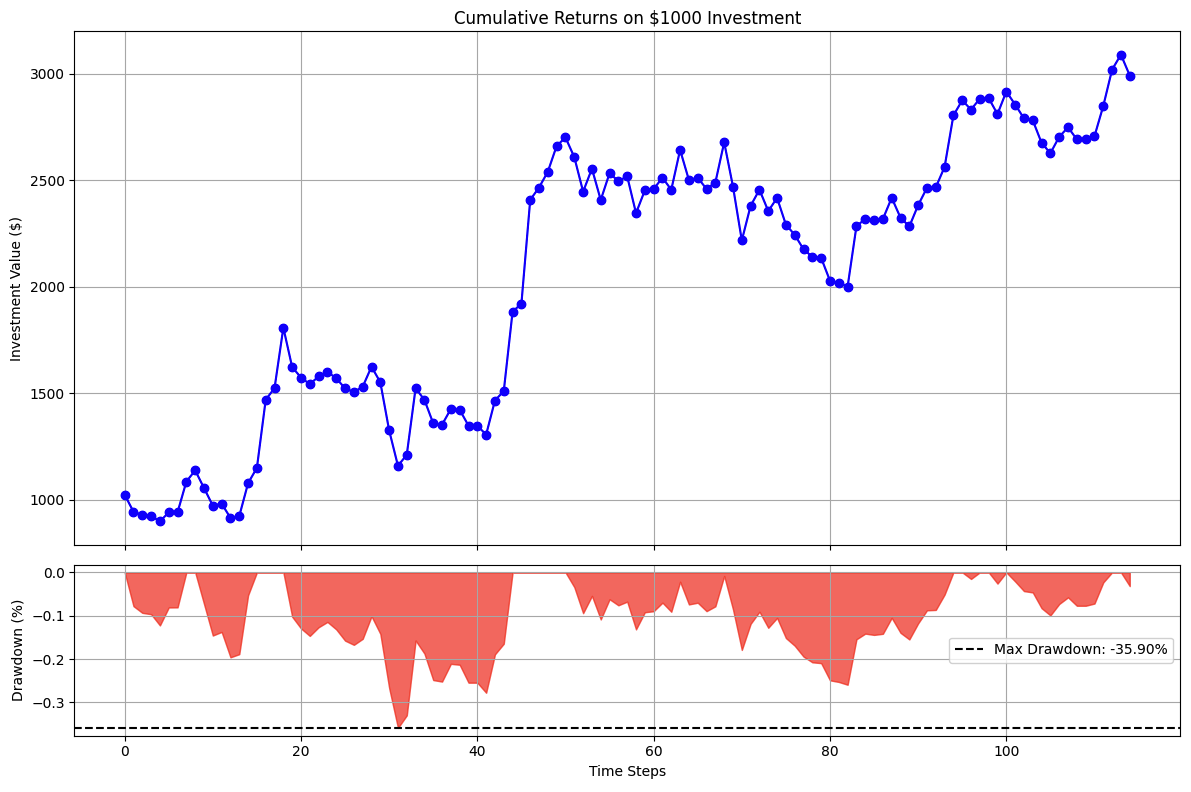 Cumulative Returns on $1000 Investment
3000
2500
2000
1500
1000
Investment Value ($)
0.0
−0.1
−0.2
−0.3
Drawdown (%)
Max Drawdown: -35.90%
0 20 40 60 80 100
Time Steps